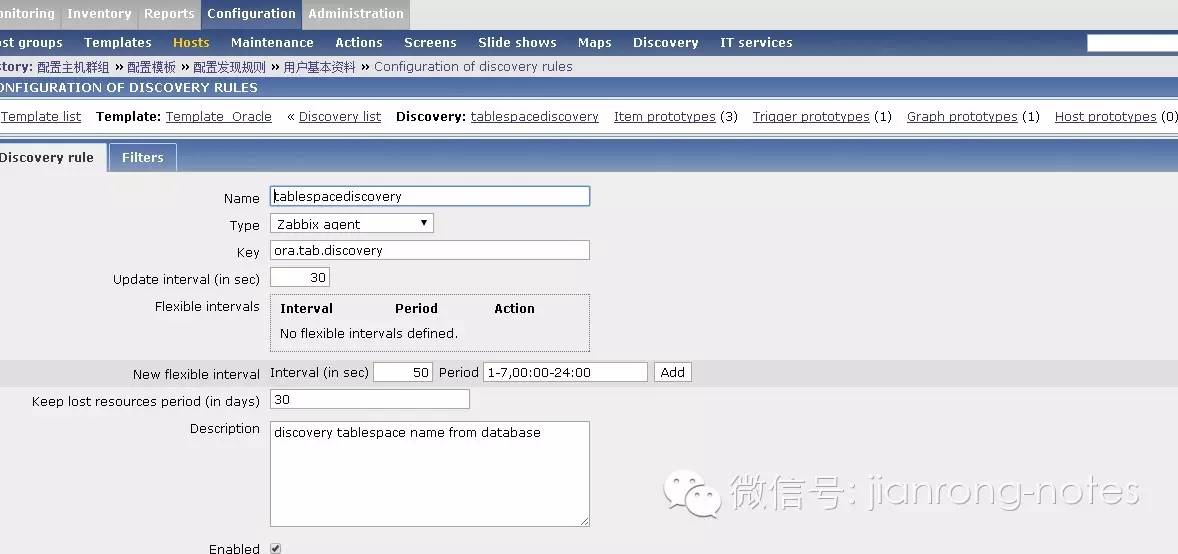 onitoring Inventory Reports Configuration Administration
ost groups Templates Hosts Maintenance Actions Screens Slide shows Maps Discovery IT services
story: 配置主机群组 » 配置模板 » 配置发现规则 » 用户基本资料 » Configuration of discovery rules
ONFIGURATION OF DISCOVERY RULES
Template list Template: Template_Oracle « Discovery list Discovery: tablespacediscovery Item prototypes (3) Trigger prototypes (1) Graph prototypes (1) Host prototypes (0)
Discovery rule Filters
Name tablespacediscovery
Type Zabbix agent
Key ora.tab.discovery
Update interval (in sec) 30
Flexible intervals Interval Period Action
No flexible intervals defined.
New flexible interval Interval (in sec) 50 Period 1-7,00:00-24:00 Add
Keep lost resources period (in days) 30
Description discovery tablespace name from database
微信号: jianrong-notes
Enabled